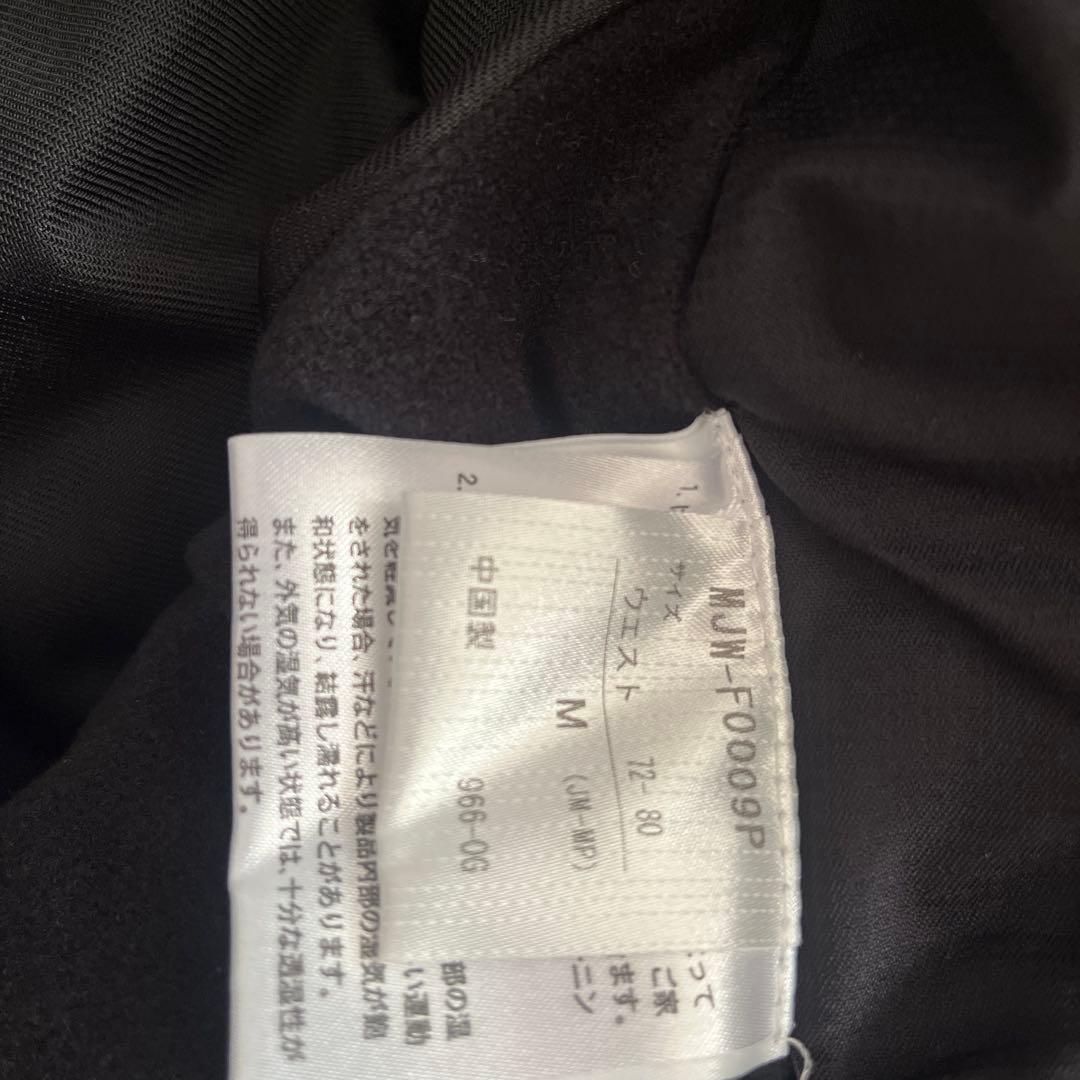 MJW-F0009P
サイズ
ウエスト 72-80
M (JM-MP)
中国製 966-OG
1.
って
ご家
ます。
ニン
2.
部の湿
い運動
をされた場合、汗などにより製品内部の湿気が飽
和状態になり、結露し濡れることがあります。
また、外気の湿気が高い状態では、十分な透湿性が
得られない場合があります。